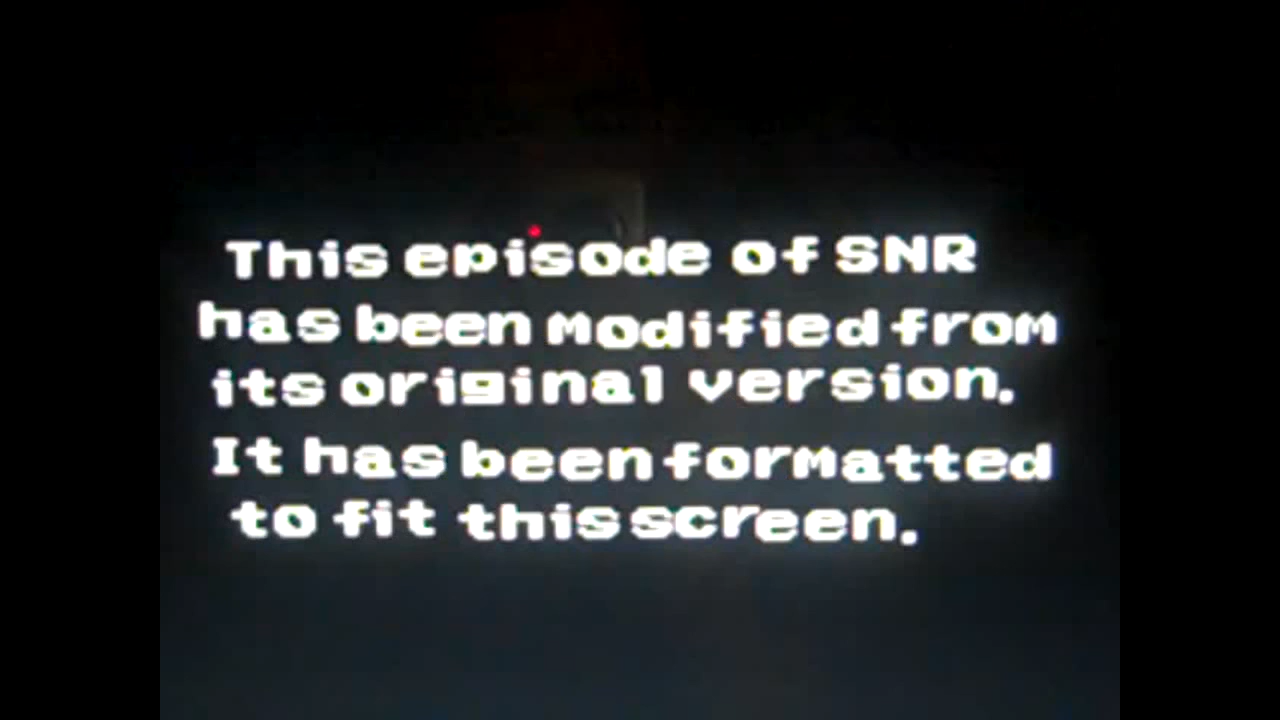 This episode of SNR
has been modified from
its original version.
It has been formatted
to fit this screen.